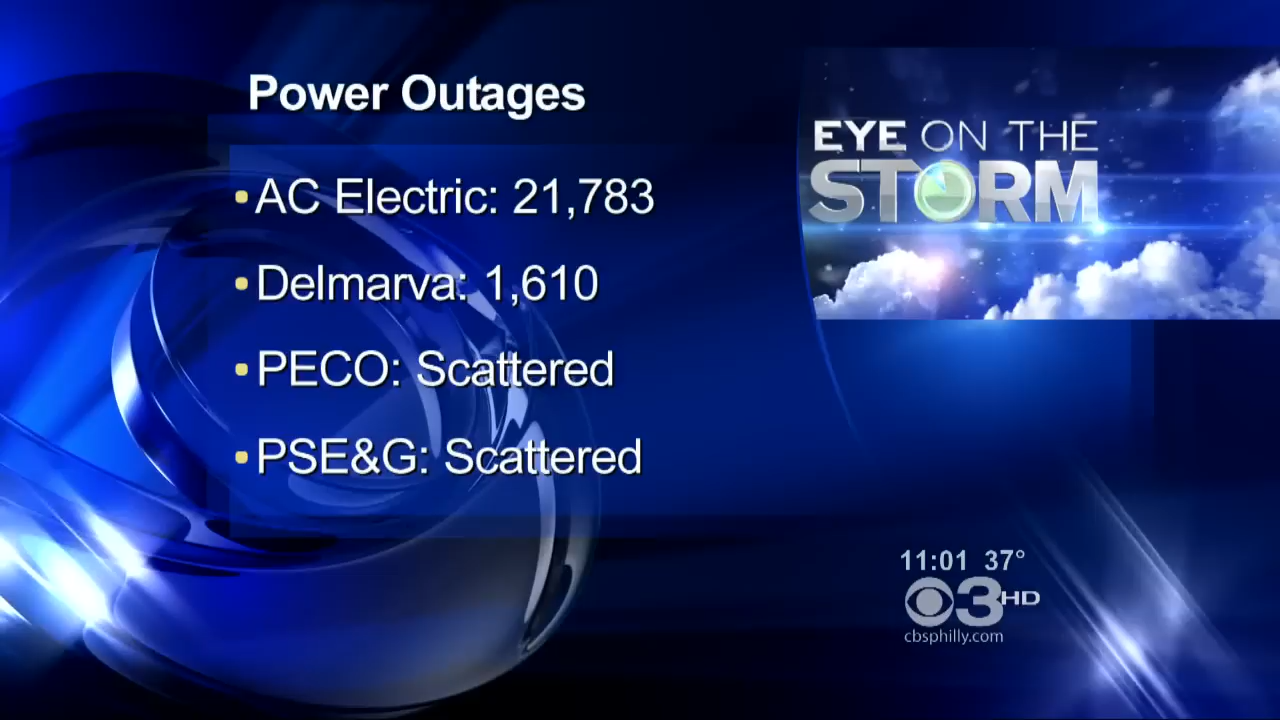 Power Outages
AC Electric: 21,783
Delmarva: 1,610
PECO: Scattered
PSE&G: Scattered
EYE ON THE
STORM
11:01 37°
3HD
cbsphilly.com